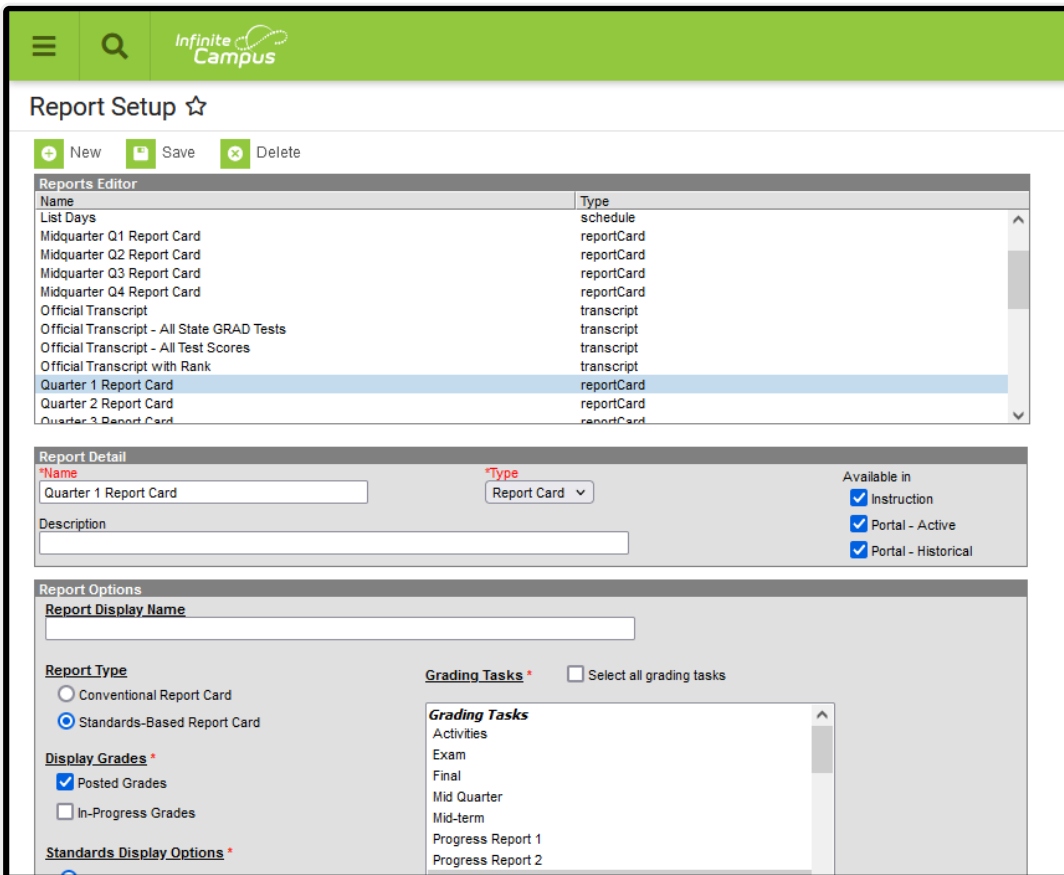 Infinite
Campus
Report Setup
New Save Delete
Reports Editor
Name Type
List Days schedule
Midquarter Q1 Report Card reportCard
Midquarter Q2 Report Card reportCard
Midquarter Q3 Report Card reportCard
Midquarter Q4 Report Card reportCard
Official Transcript transcript
Official Transcript - All State GRAD Tests transcript
Official Transcript - All Test Scores transcript
Official Transcript with Rank transcript
Quarter 1 Report Card reportCard
Quarter 2 Report Card reportCard
Quarter 3 Report Card reportCard
Report Detail
*Name *Type Available in
Quarter 1 Report Card Report Card Instruction
Description Portal - Active
Portal - Historical
Report Options
Report Display Name
Report Type Grading Tasks * Select all grading tasks
Conventional Report Card
Standards-Based Report Card
Grading Tasks
Activities
Display Grades * Exam
Posted Grades Final
Mid Quarter
In-Progress Grades Mid-term
Progress Report 1
Standards Display Options * Progress Report 2